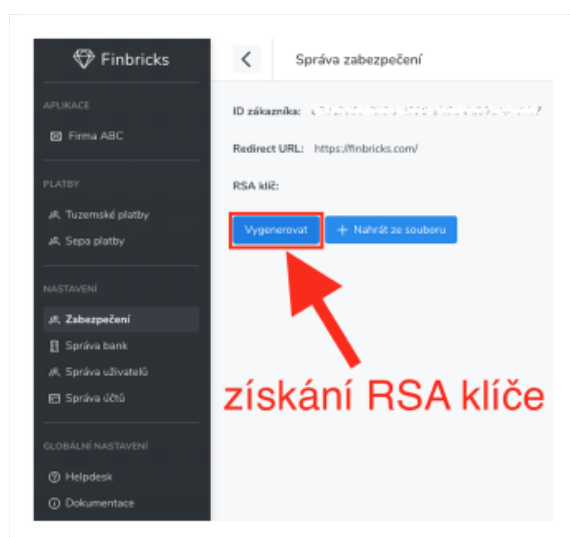 Finbricks
Správa zabezpečení
APLIKACE
Firma ABC
PLATBY
Tuzemské platby
Sepa platby
NASTAVENÍ
Zabezpečení
Správa bank
Správa uživatelů
Správa účtů
GLOBÁLNÍ NASTAVENÍ
Helpdesk
Dokumentace
ID zákazníka:
Redirect URL: https://finbricks.com/
RSA klíč:
Vygenerovat
+ Nahrát ze souboru
získání RSA klíče